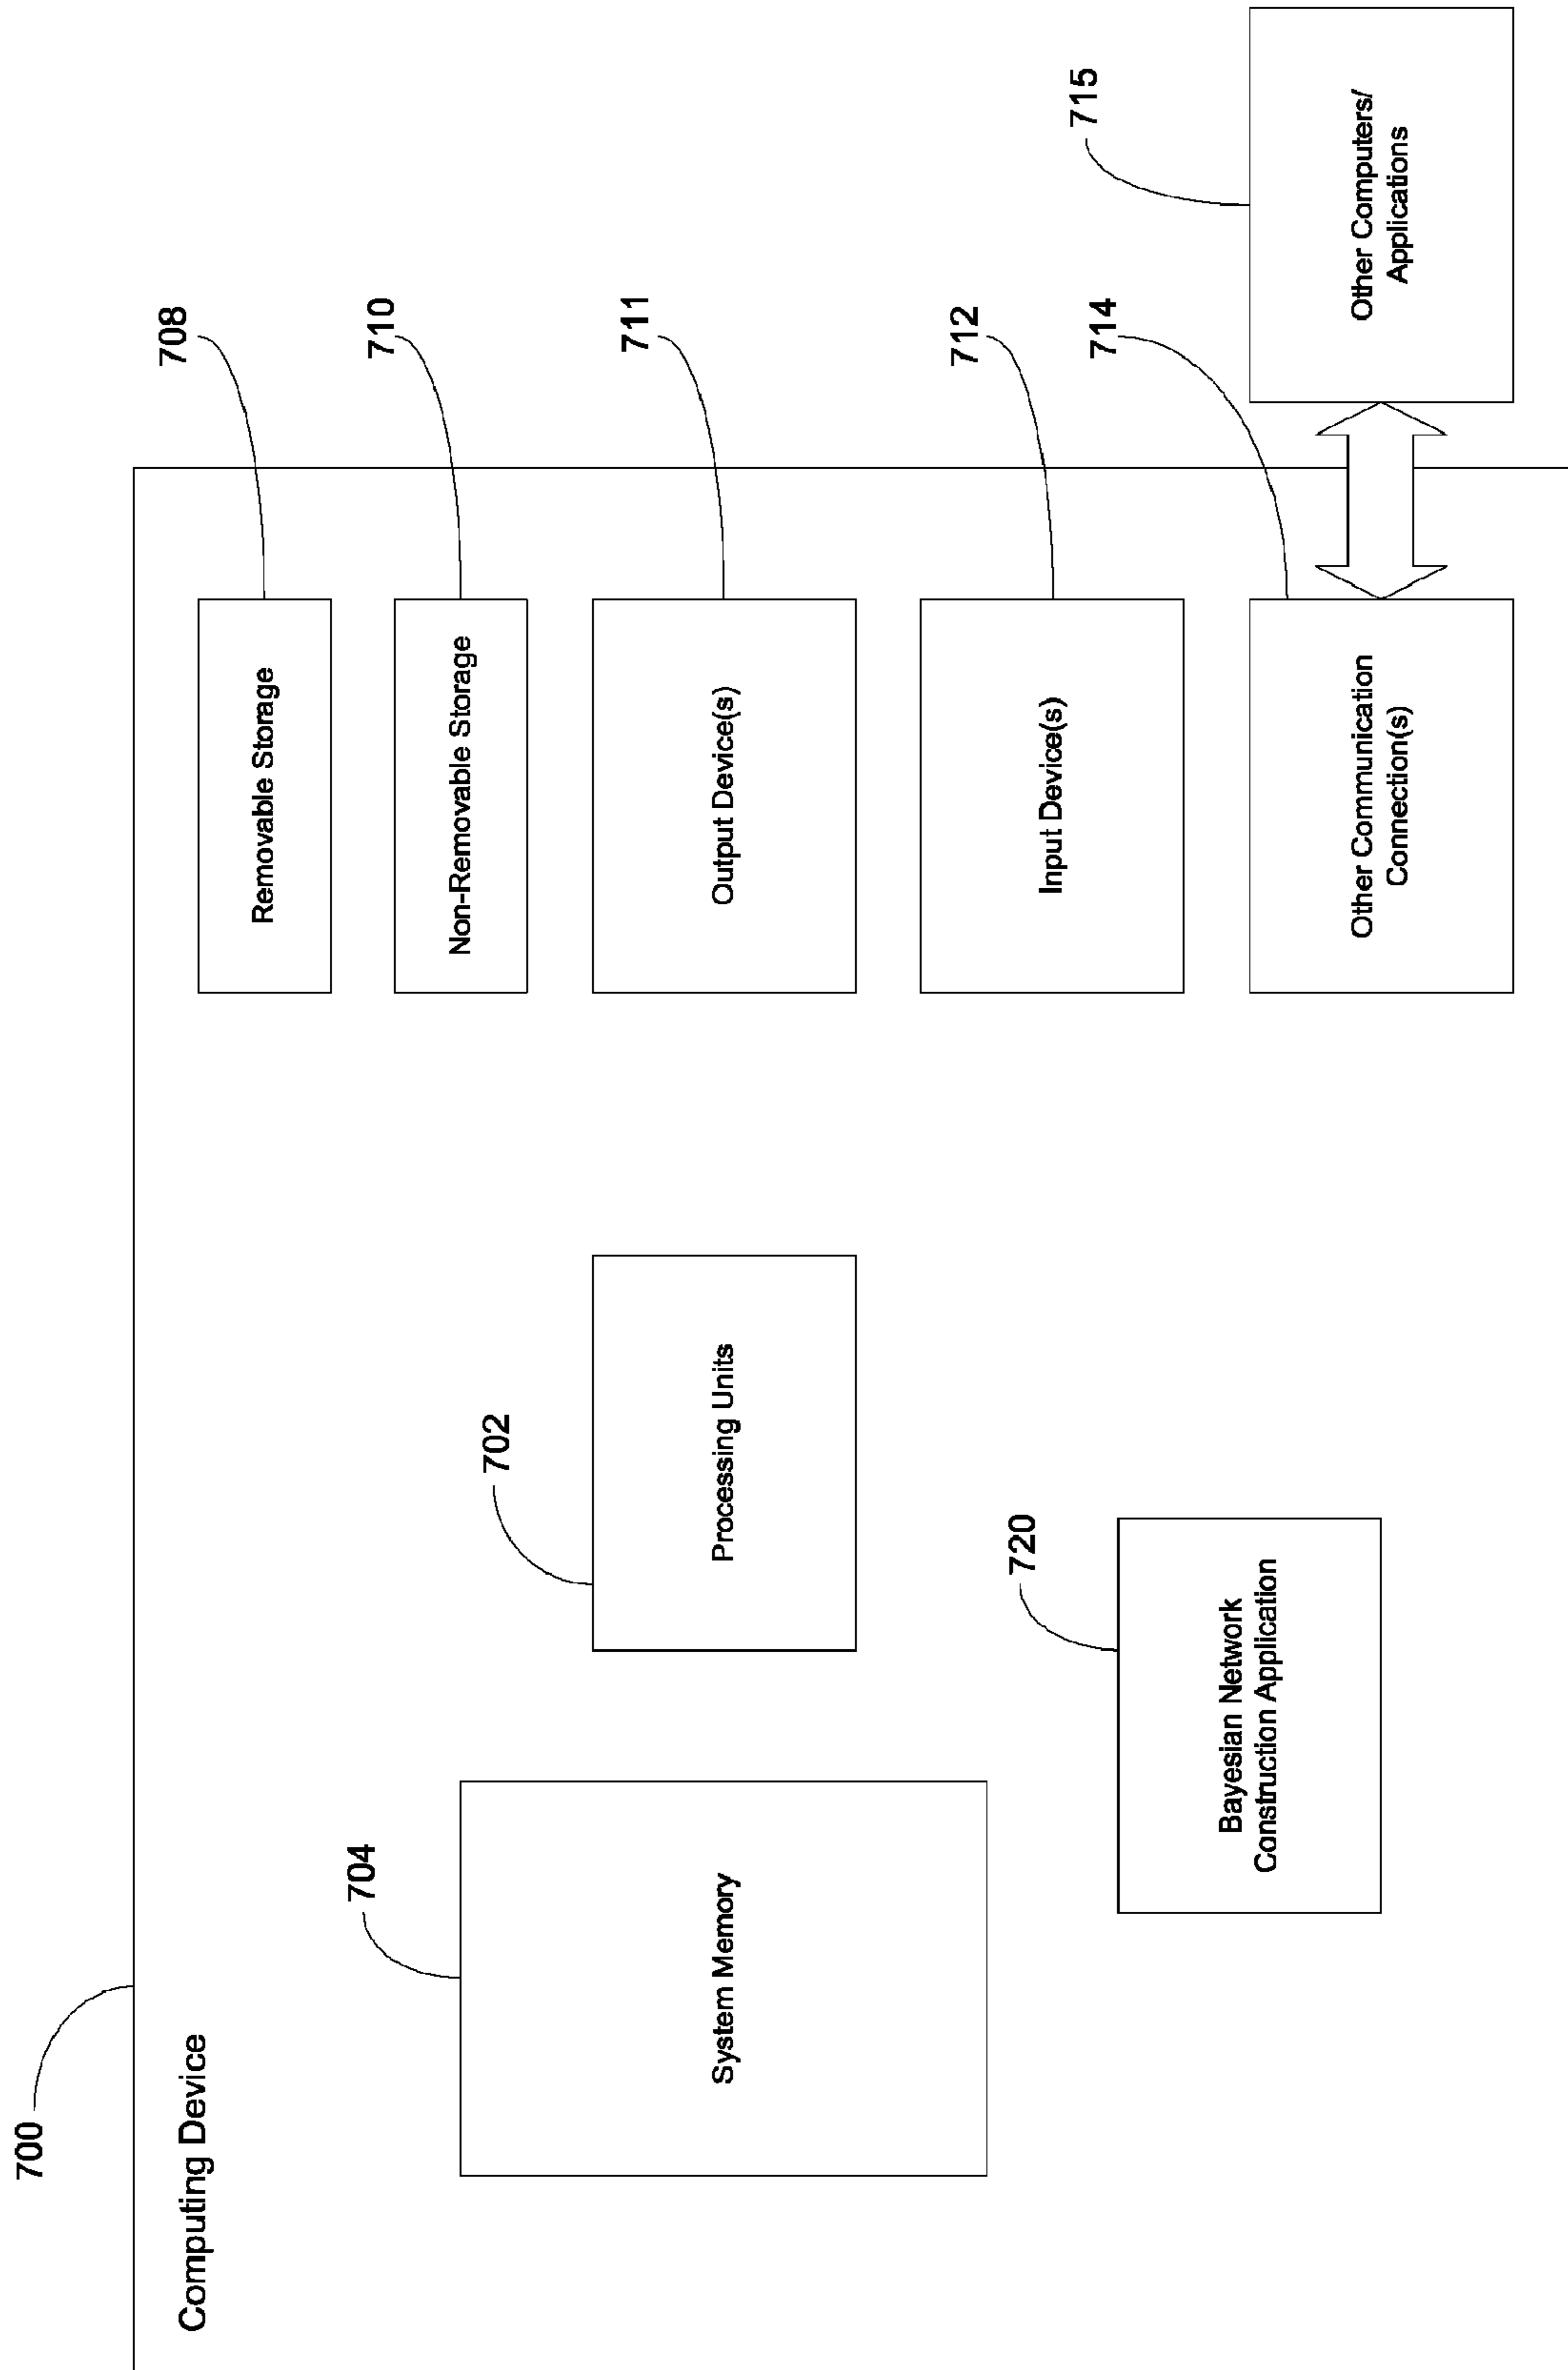 700
Computing Device
704
System Memory
702
Processing Units
720
Bayesian Network
Construction Application
708
Removable Storage
710
Non-Removable Storage
711
Output Device(s)
712
Input Device(s)
714
Other Communication
Connection(s)
715
Other Computers/
Applications